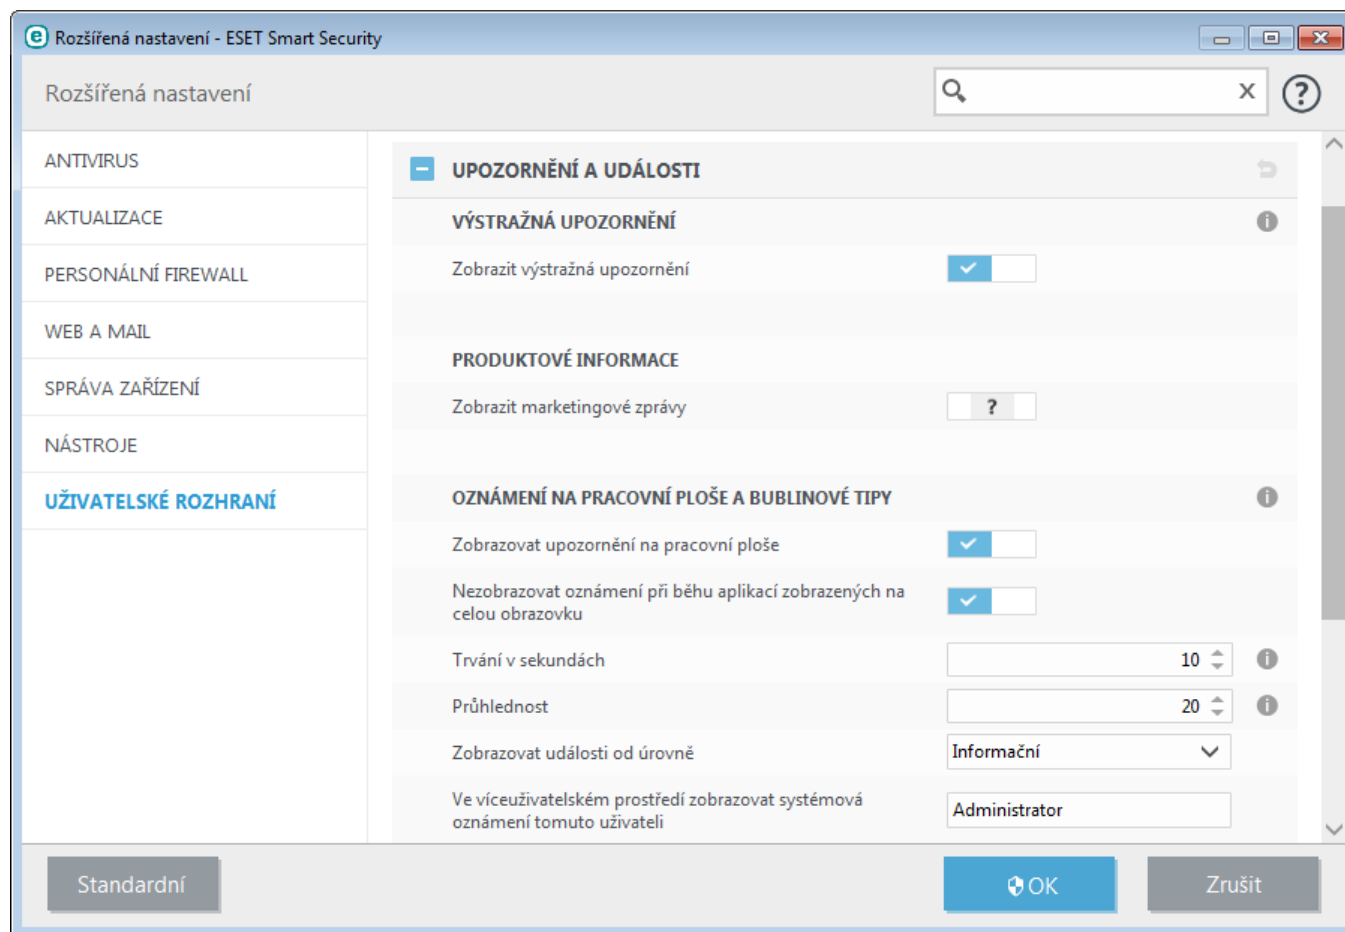 Rozšířená nastavení - ESET Smart Security
Rozšířená nastavení
ANTIVIRUS
AKTUALIZACE
PERSONÁLNÍ FIREWALL
WEB A MAIL
SPRÁVA ZAŘÍZENÍ
NÁSTROJE
UŽIVATELSKÉ ROZHRANÍ
UPOZORNĚNÍ A UDÁLOSTI
VÝSTRAŽNÁ UPOZORNĚNÍ
Zobrazit výstražná upozornění
PRODUKTOVÉ INFORMACE
Zobrazit marketingové zprávy
?
OZNÁMENÍ NA PRACOVNÍ PLOŠE A BUBLINOVÉ TIPY
Zobrazovat upozornění na pracovní ploše
Nezobrazovat oznámení při běhu aplikací zobrazených na
celou obrazovku
Trvání v sekundách
10
Průhlednost
20
Zobrazovat události od úrovně
Informační
Ve víceuživatelském prostředí zobrazovat systémová
oznámení tomuto uživateli
Administrator
Standardní
OK
Zrušit